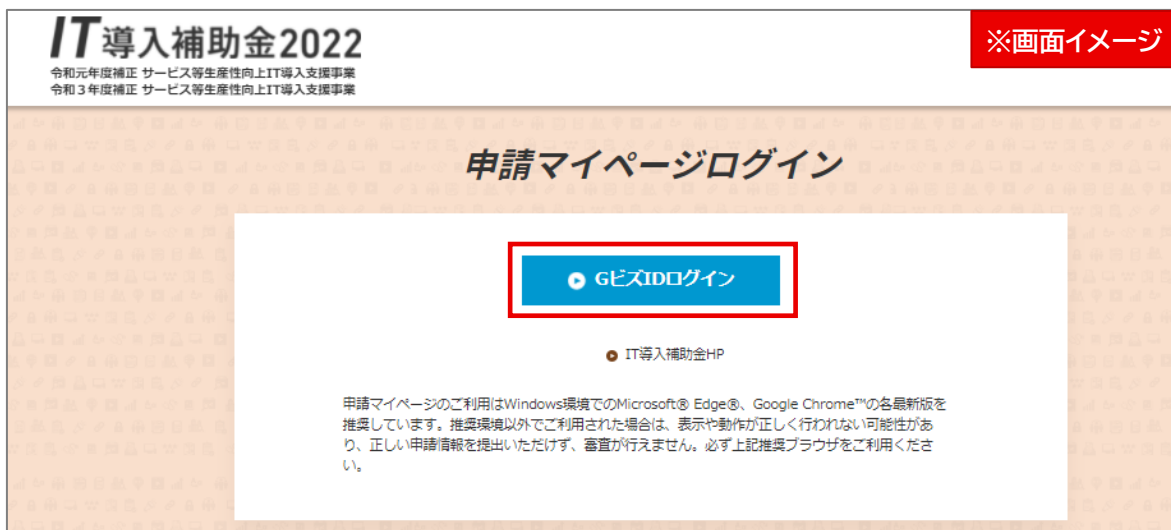 IT導入補助金2022
※画面イメージ
令和元年度補正 サービス等生産性向上IT導入支援事業
令和３年度補正 サービス等生産性向上IT導入支援事業
申請マイページログイン
GビズIDログイン
IT導入補助金HP
申請マイページのご利用はWindows環境でのMicrosoft® Edge®、Google Chrome™の各最新版を
推奨しています。推奨環境以外でご利用された場合は、表示や動作が正しく行われない可能性があ
り、正しい申請情報を提出いただけず、審査が行えません。必ず上記推奨ブラウザをご利用くださ
い。